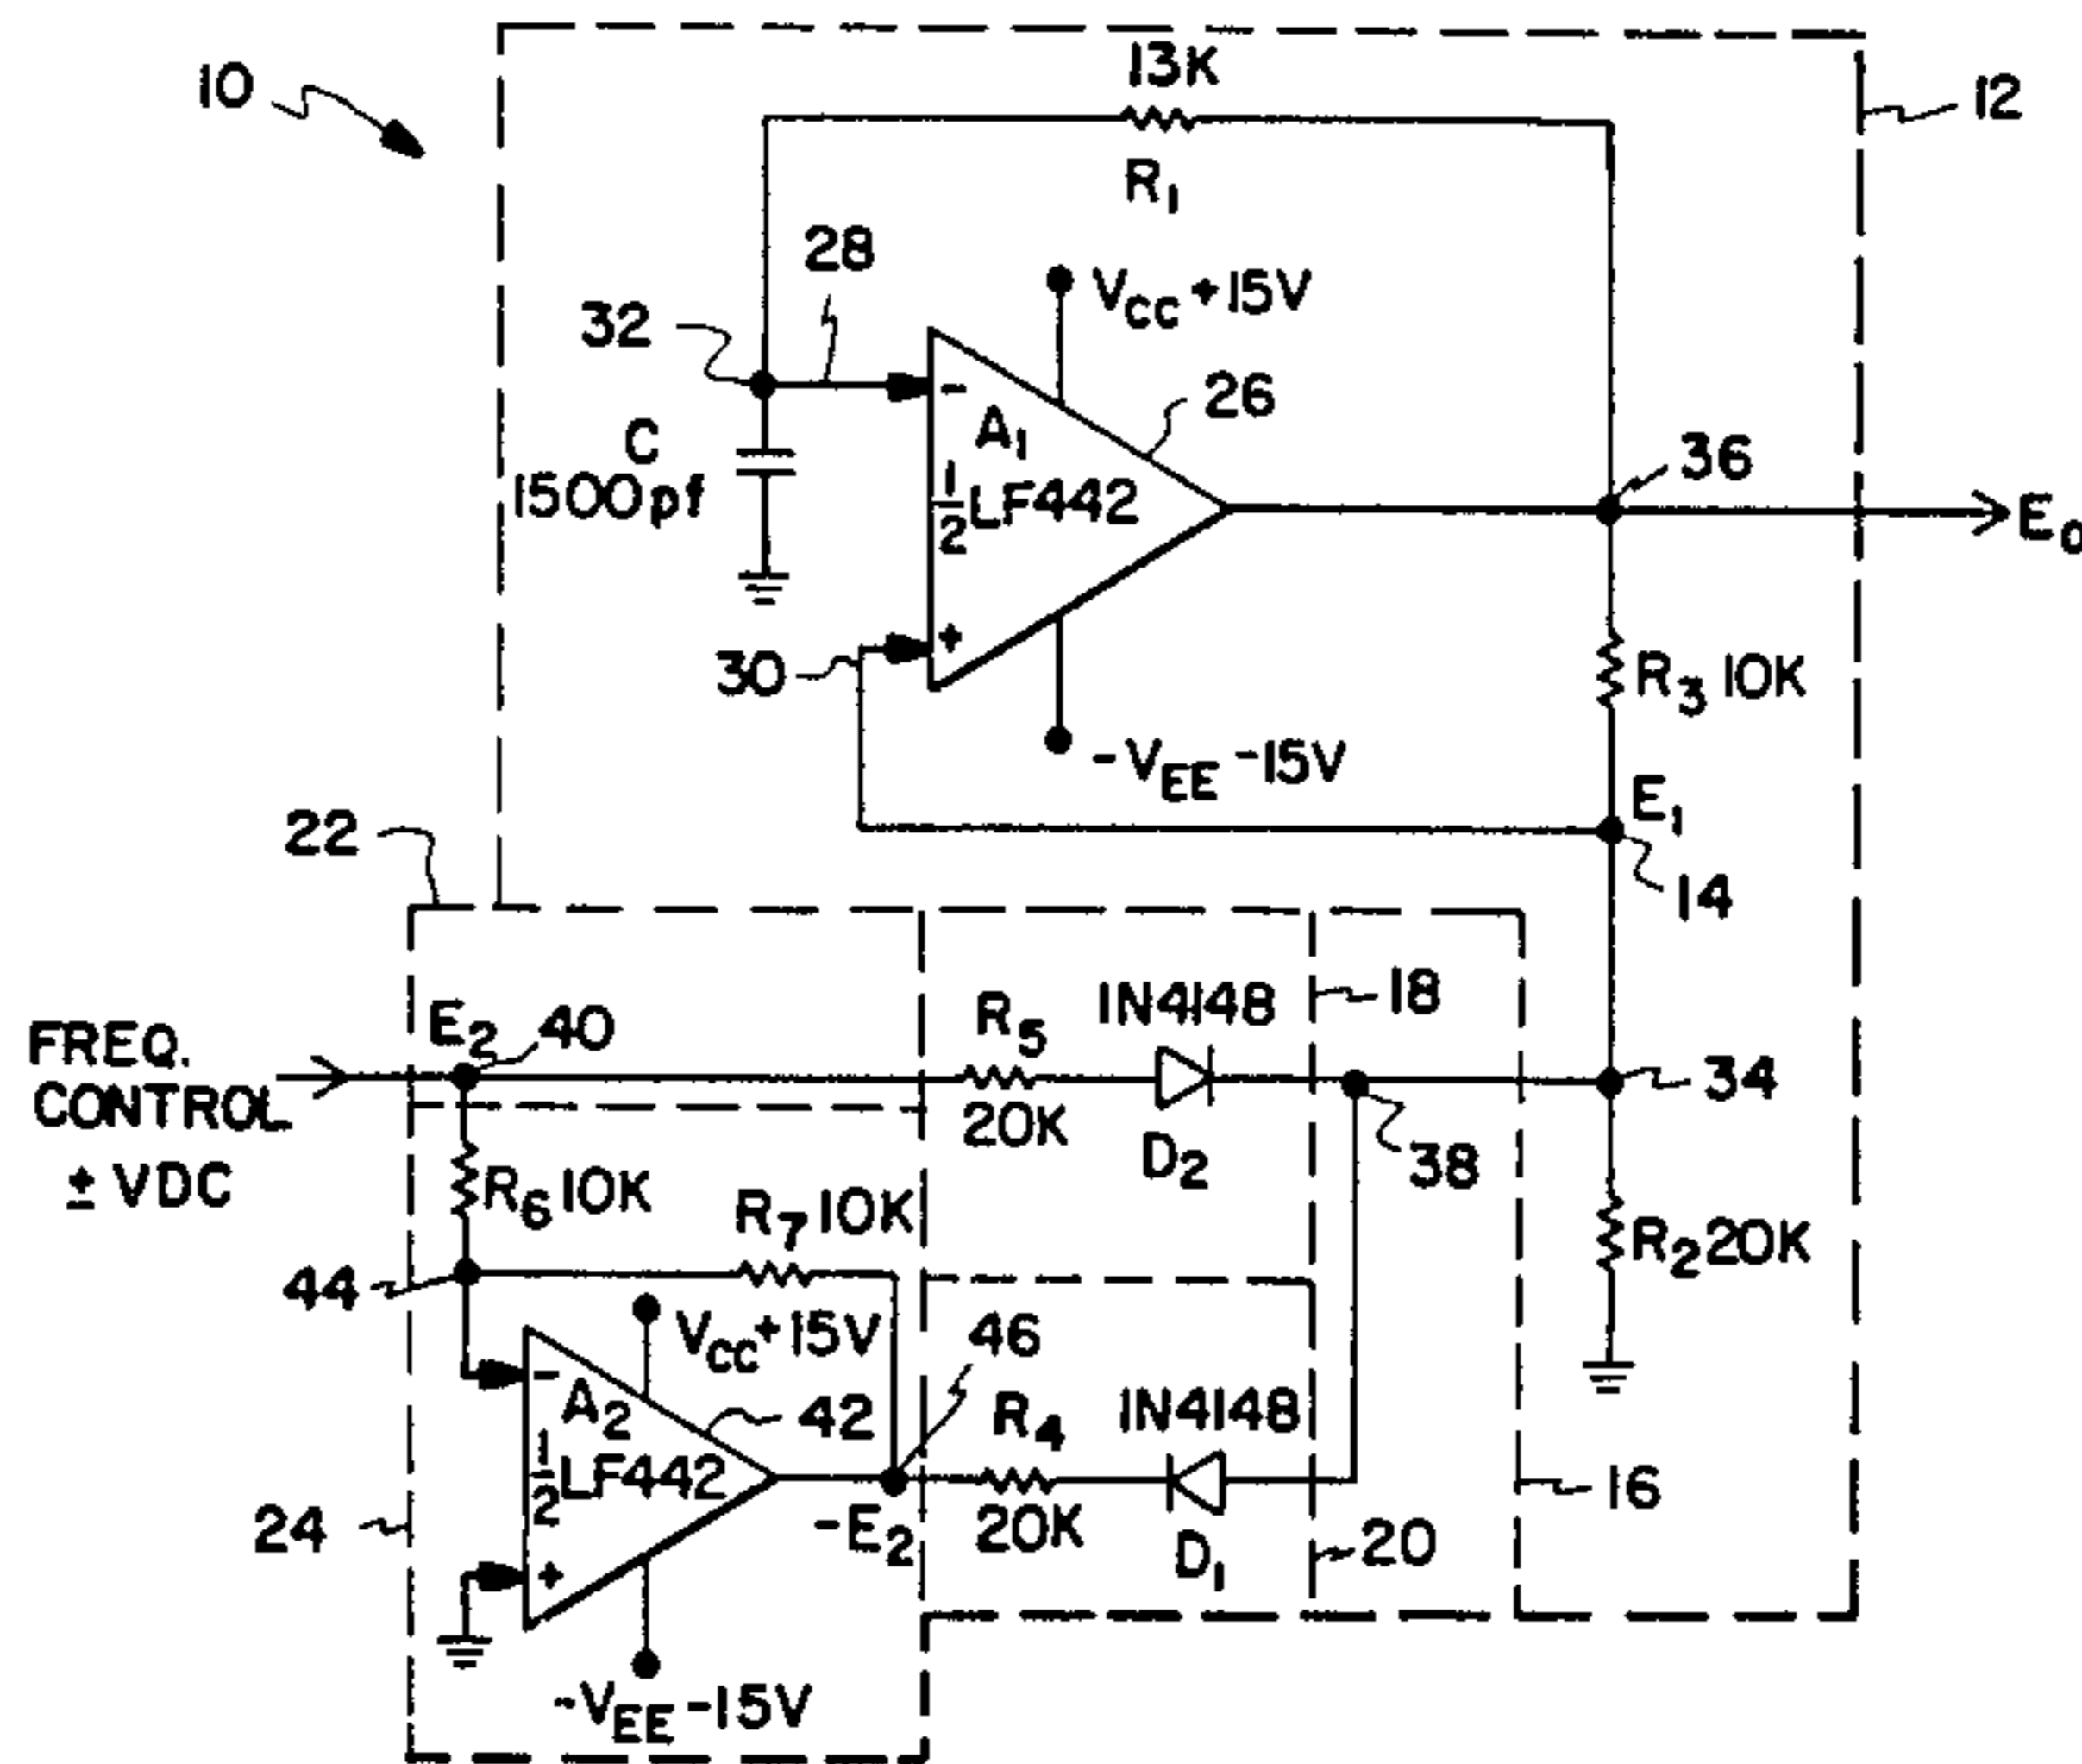 10
13K
12
R1
28
VCC +15V
32
26
C
1500pf
A1
1/2 LF442
-
+
36
E0
30
R3 10K
-VEE -15V
E1
22
14
18
1N4148
R5
20K
D2
E2
40
FREQ.
CONTROL
± VDC
34
38
R6 10K
R7 10K
R2 20K
44
VCC +15V
46
-
A2
1/2 LF442
+
42
R4
20K
1N4148
D1
16
24
-E2
20
-VEE -15V